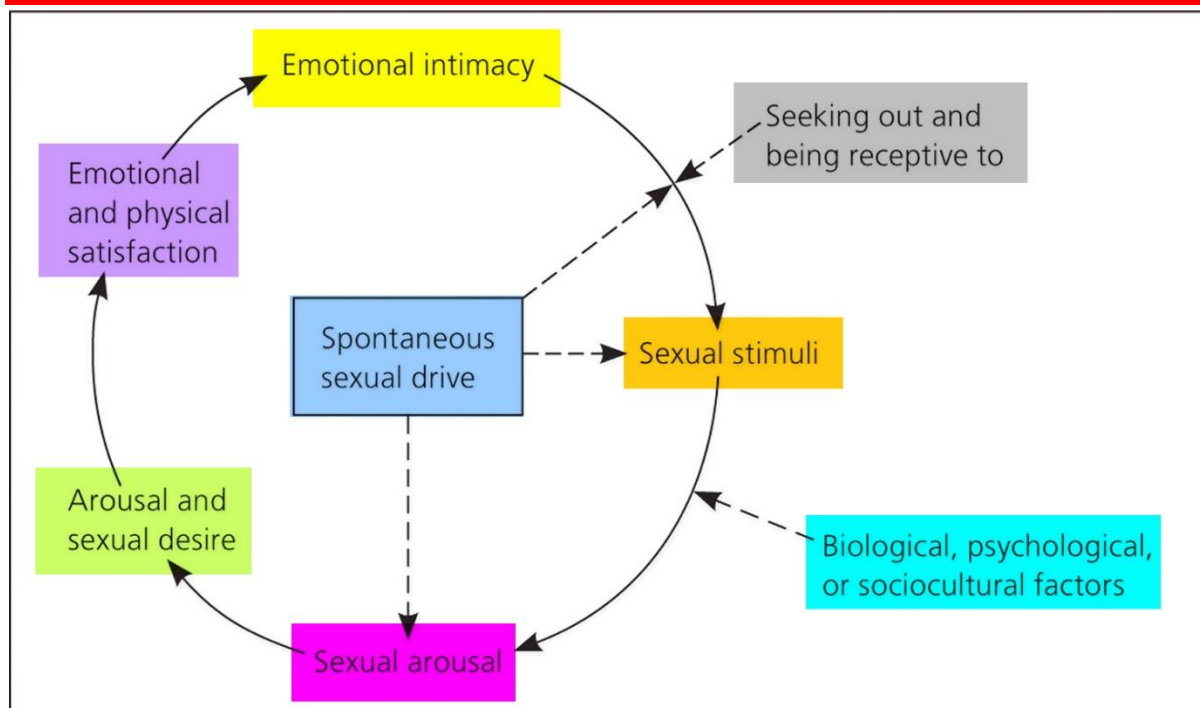 Emotional intimacy
Seeking out and
being receptive to
Emotional
and physical
satisfaction
Spontaneous
sexual drive
Sexual stimuli
Arousal and
sexual desire
Biological, psychological,
or sociocultural factors
Sexual arousal